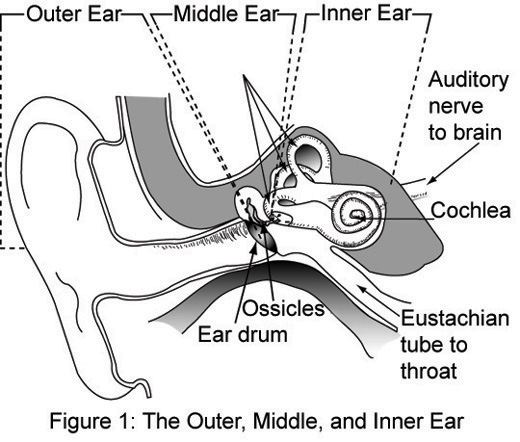 Outer Ear
Middle Ear
Inner Ear
Auditory
nerve
to brain
Cochlea
Ossicles
Ear drum
Eustachian
tube to
throat
Figure 1: The Outer, Middle, and Inner Ear